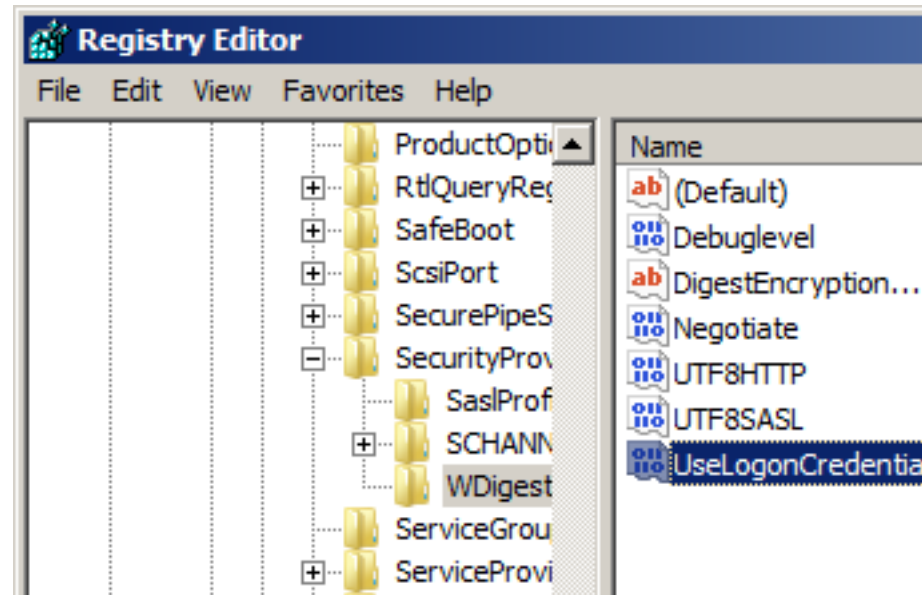 Registry Editor
File Edit View Favorites Help
ProductOpti
RtlQueryReg
SafeBoot
ScsiPort
SecurePipeS
SecurityProv
SaslProf
SCHANN
WDigest
ServiceGrou
ServiceProvi
Name
(Default)
Debuglevel
DigestEncryption...
Negotiate
UTF8HTTP
UTF8SASL
UseLogonCredentia